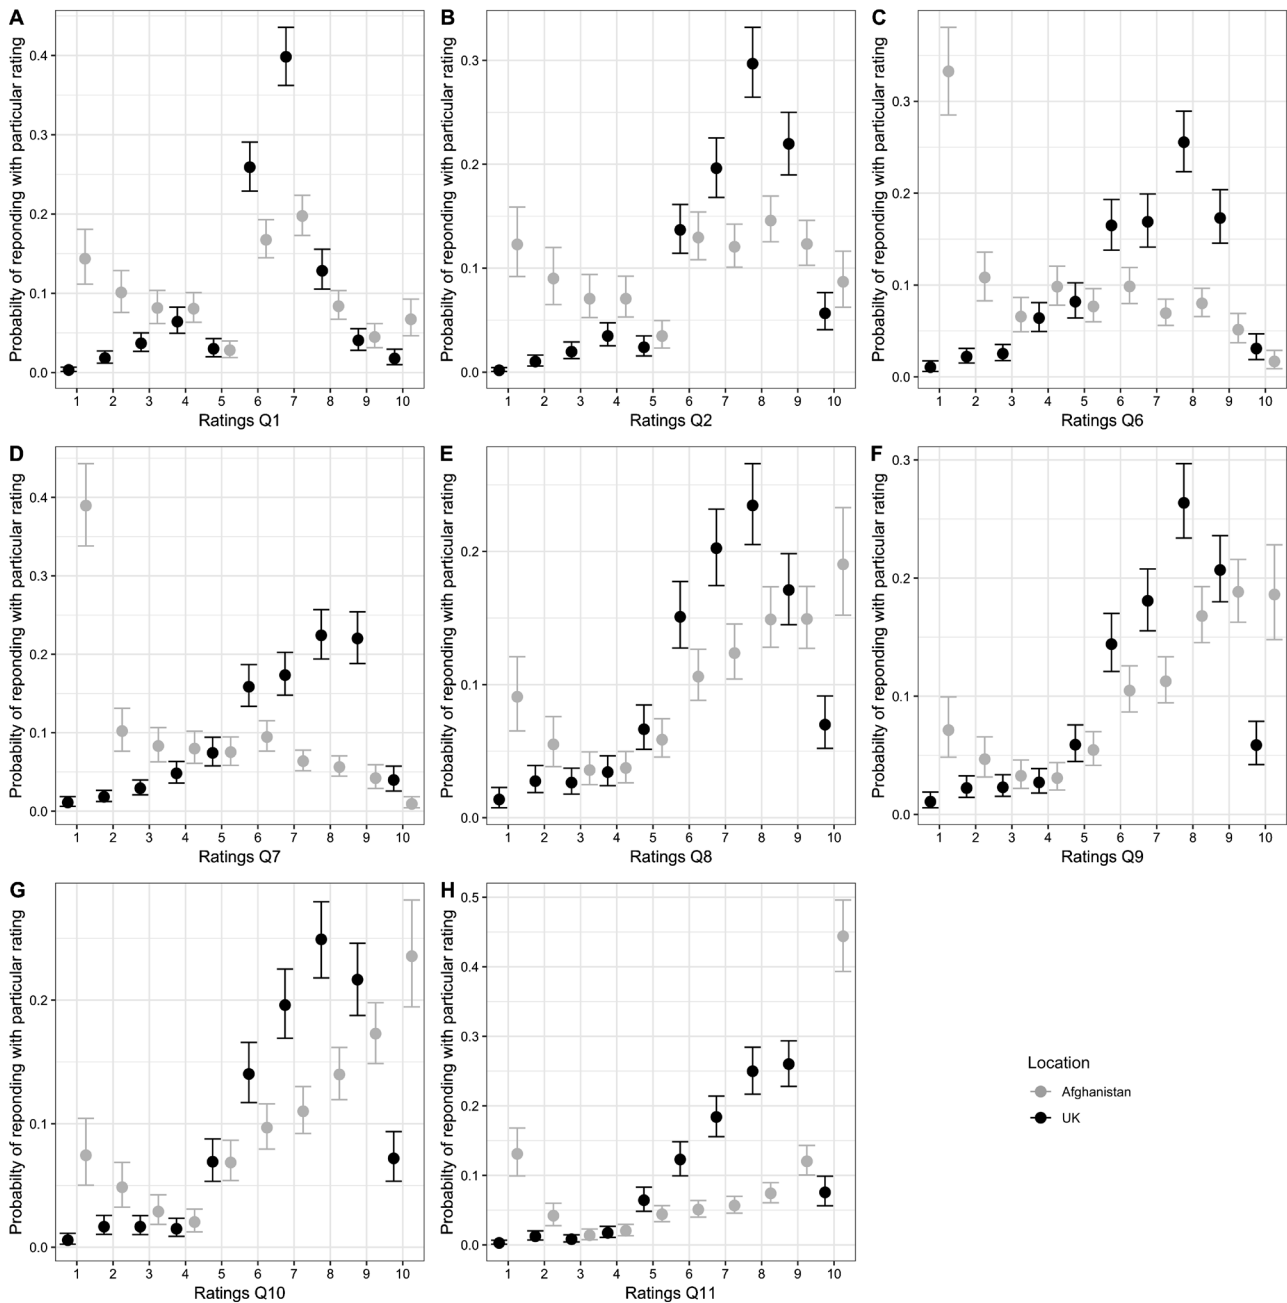 A
Probabilty of reponding with particular rating
0.4
0.3
0.2
0.1
0.0
1 2 3 4 5 6 7 8 9 10
Ratings Q1
B
Probabilty of reponding with particular rating
0.3
0.2
0.1
0.0
1 2 3 4 5 6 7 8 9 10
Ratings Q2
C
Probabilty of reponding with particular rating
0.3
0.2
0.1
0.0
1 2 3 4 5 6 7 8 9 10
Ratings Q6
D
Probabilty of reponding with particular rating
0.4
0.3
0.2
0.1
0.0
1 2 3 4 5 6 7 8 9 10
Ratings Q7
E
Probabilty of reponding with particular rating
0.2
0.1
0.0
1 2 3 4 5 6 7 8 9 10
Ratings Q8
F
Probabilty of reponding with particular rating
0.3
0.2
0.1
0.0
1 2 3 4 5 6 7 8 9 10
Ratings Q9
G
Probabilty of reponding with particular rating
0.2
0.1
0.0
1 2 3 4 5 6 7 8 9 10
Ratings Q10
H
Probabilty of reponding with particular rating
0.5
0.4
0.3
0.2
0.1
0.0
1 2 3 4 5 6 7 8 9 10
Ratings Q11
Location
Afghanistan
UK